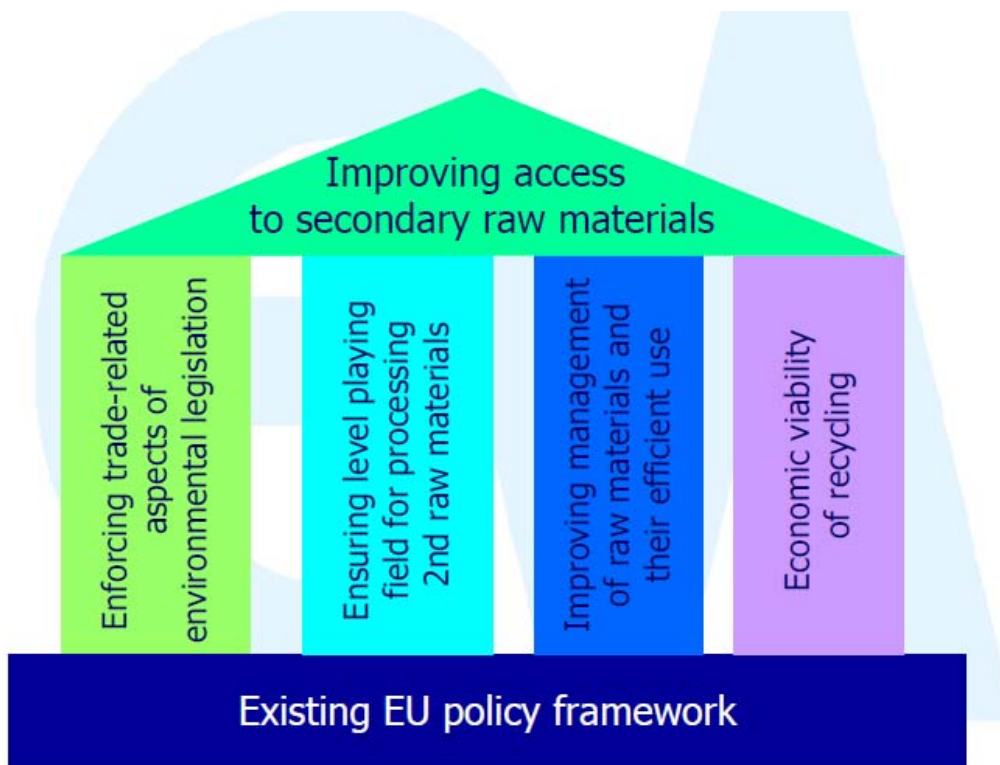 Improving access
to secondary raw materials
Enforcing trade-related
aspects of
environmental legislation
Ensuring level playing
field for processing
2nd raw materials
Improving management
of raw materials and
their efficient use
Economic viability
of recycling
Existing EU policy framework